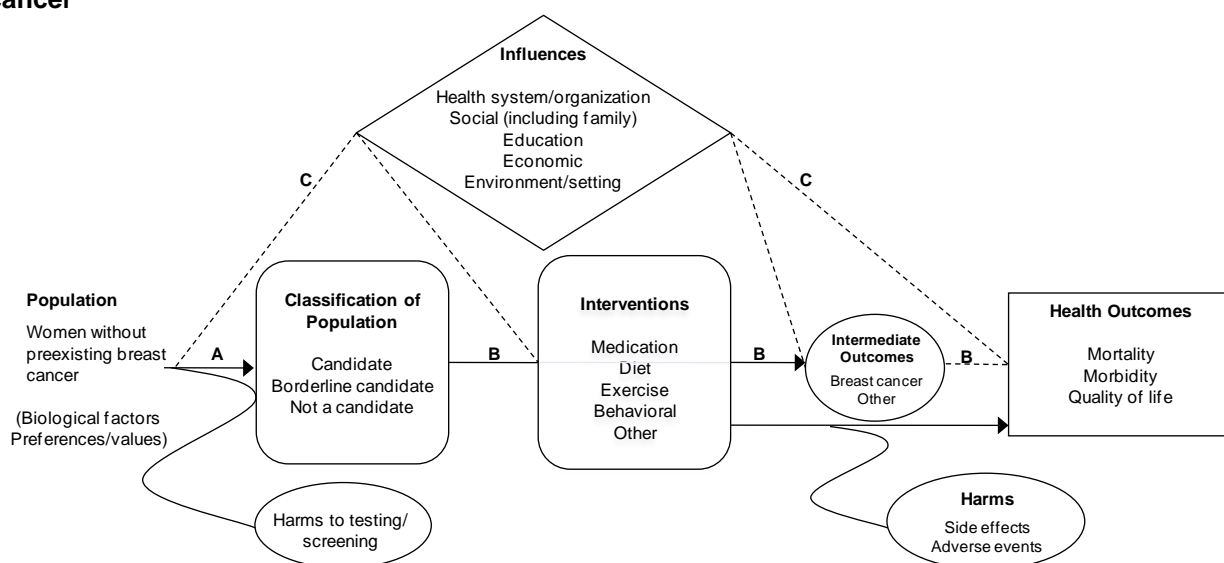 cancer
Influences
Health system/organization
Social (including family)
Education
Economic
Environment/setting
C
C
Population
Women without
preexisting breast
cancer
(Biological factors
Preferences/values)
A
Classification of
Population
Candidate
Borderline candidate
Not a candidate
B
Interventions
Medication
Diet
Exercise
Behavioral
Other
B
Intermediate
Outcomes
Breast cancer
Other
B
Health Outcomes
Mortality
Morbidity
Quality of life
Harms to testing/
screening
Harms
Side effects
Adverse events